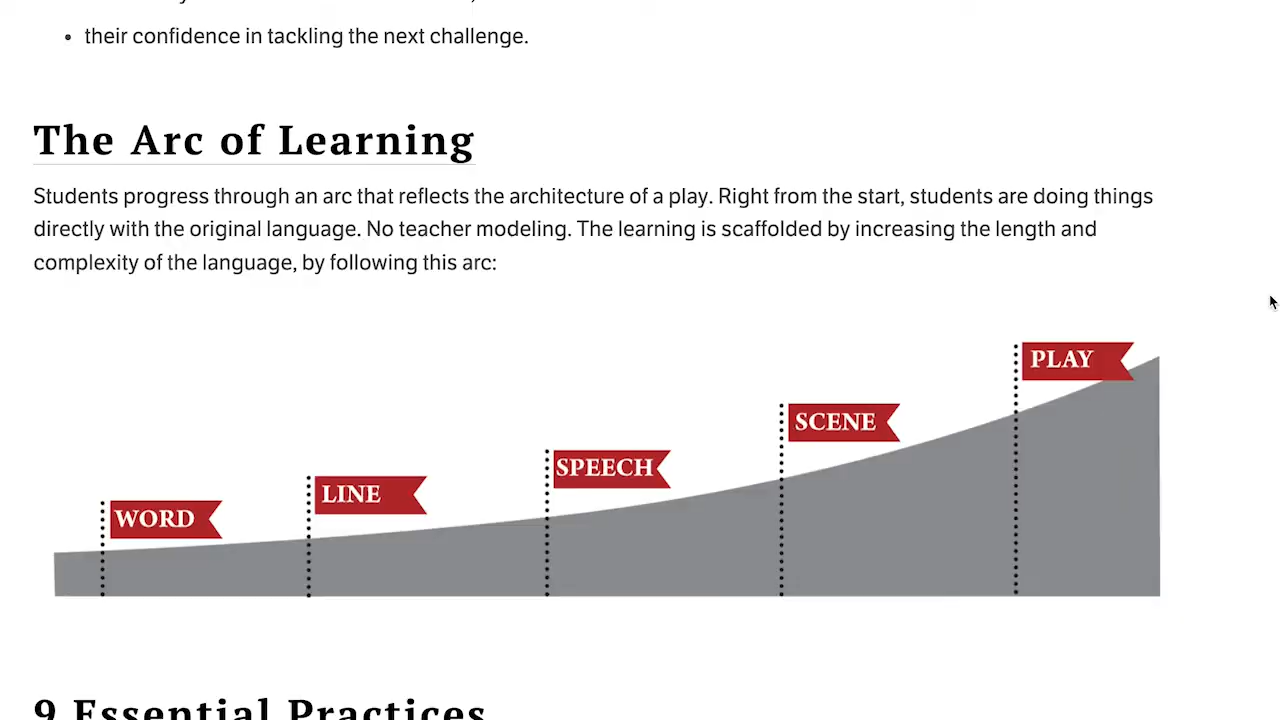 their confidence in tackling the next challenge.
The Arc of Learning
Students progress through an arc that reflects the architecture of a play. Right from the start, students are doing things
directly with the original language. No teacher modeling. The learning is scaffolded by increasing the length and
complexity of the language, by following this arc:
PLAY
SCENE
SPEECH
LINE
WORD
9 Essential Practices